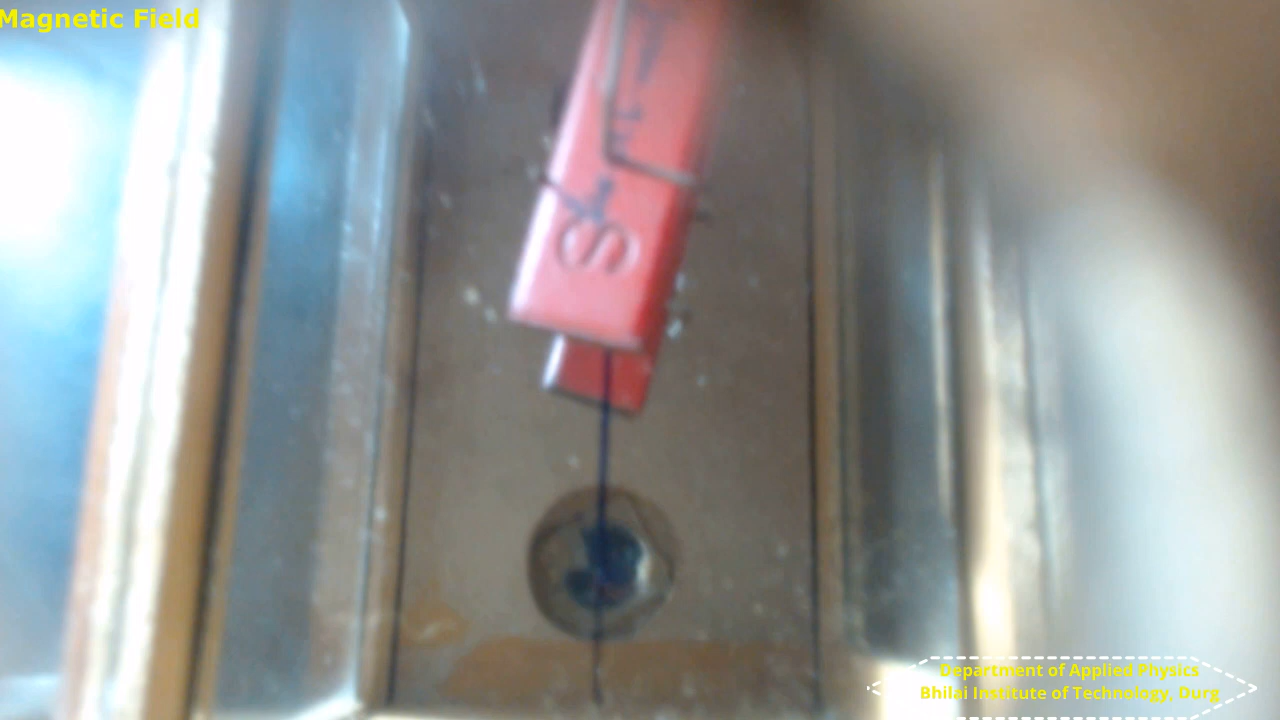 Magnetic Field
S
Department of Applied Physics
Bhilai Institute of Technology, Durg